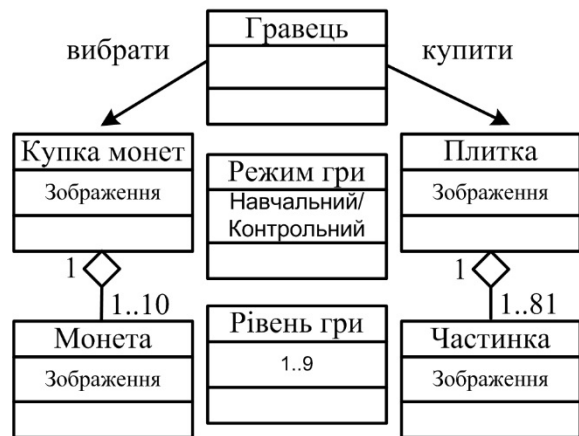 Гравець
вибрати
купити
Купка монет
Зображення
Режим гри
Навчальний/
Контрольний
Плитка
Зображення
1
1..10
1
1..81
Монета
Зображення
Рівень гри
1..9
Частинка
Зображення